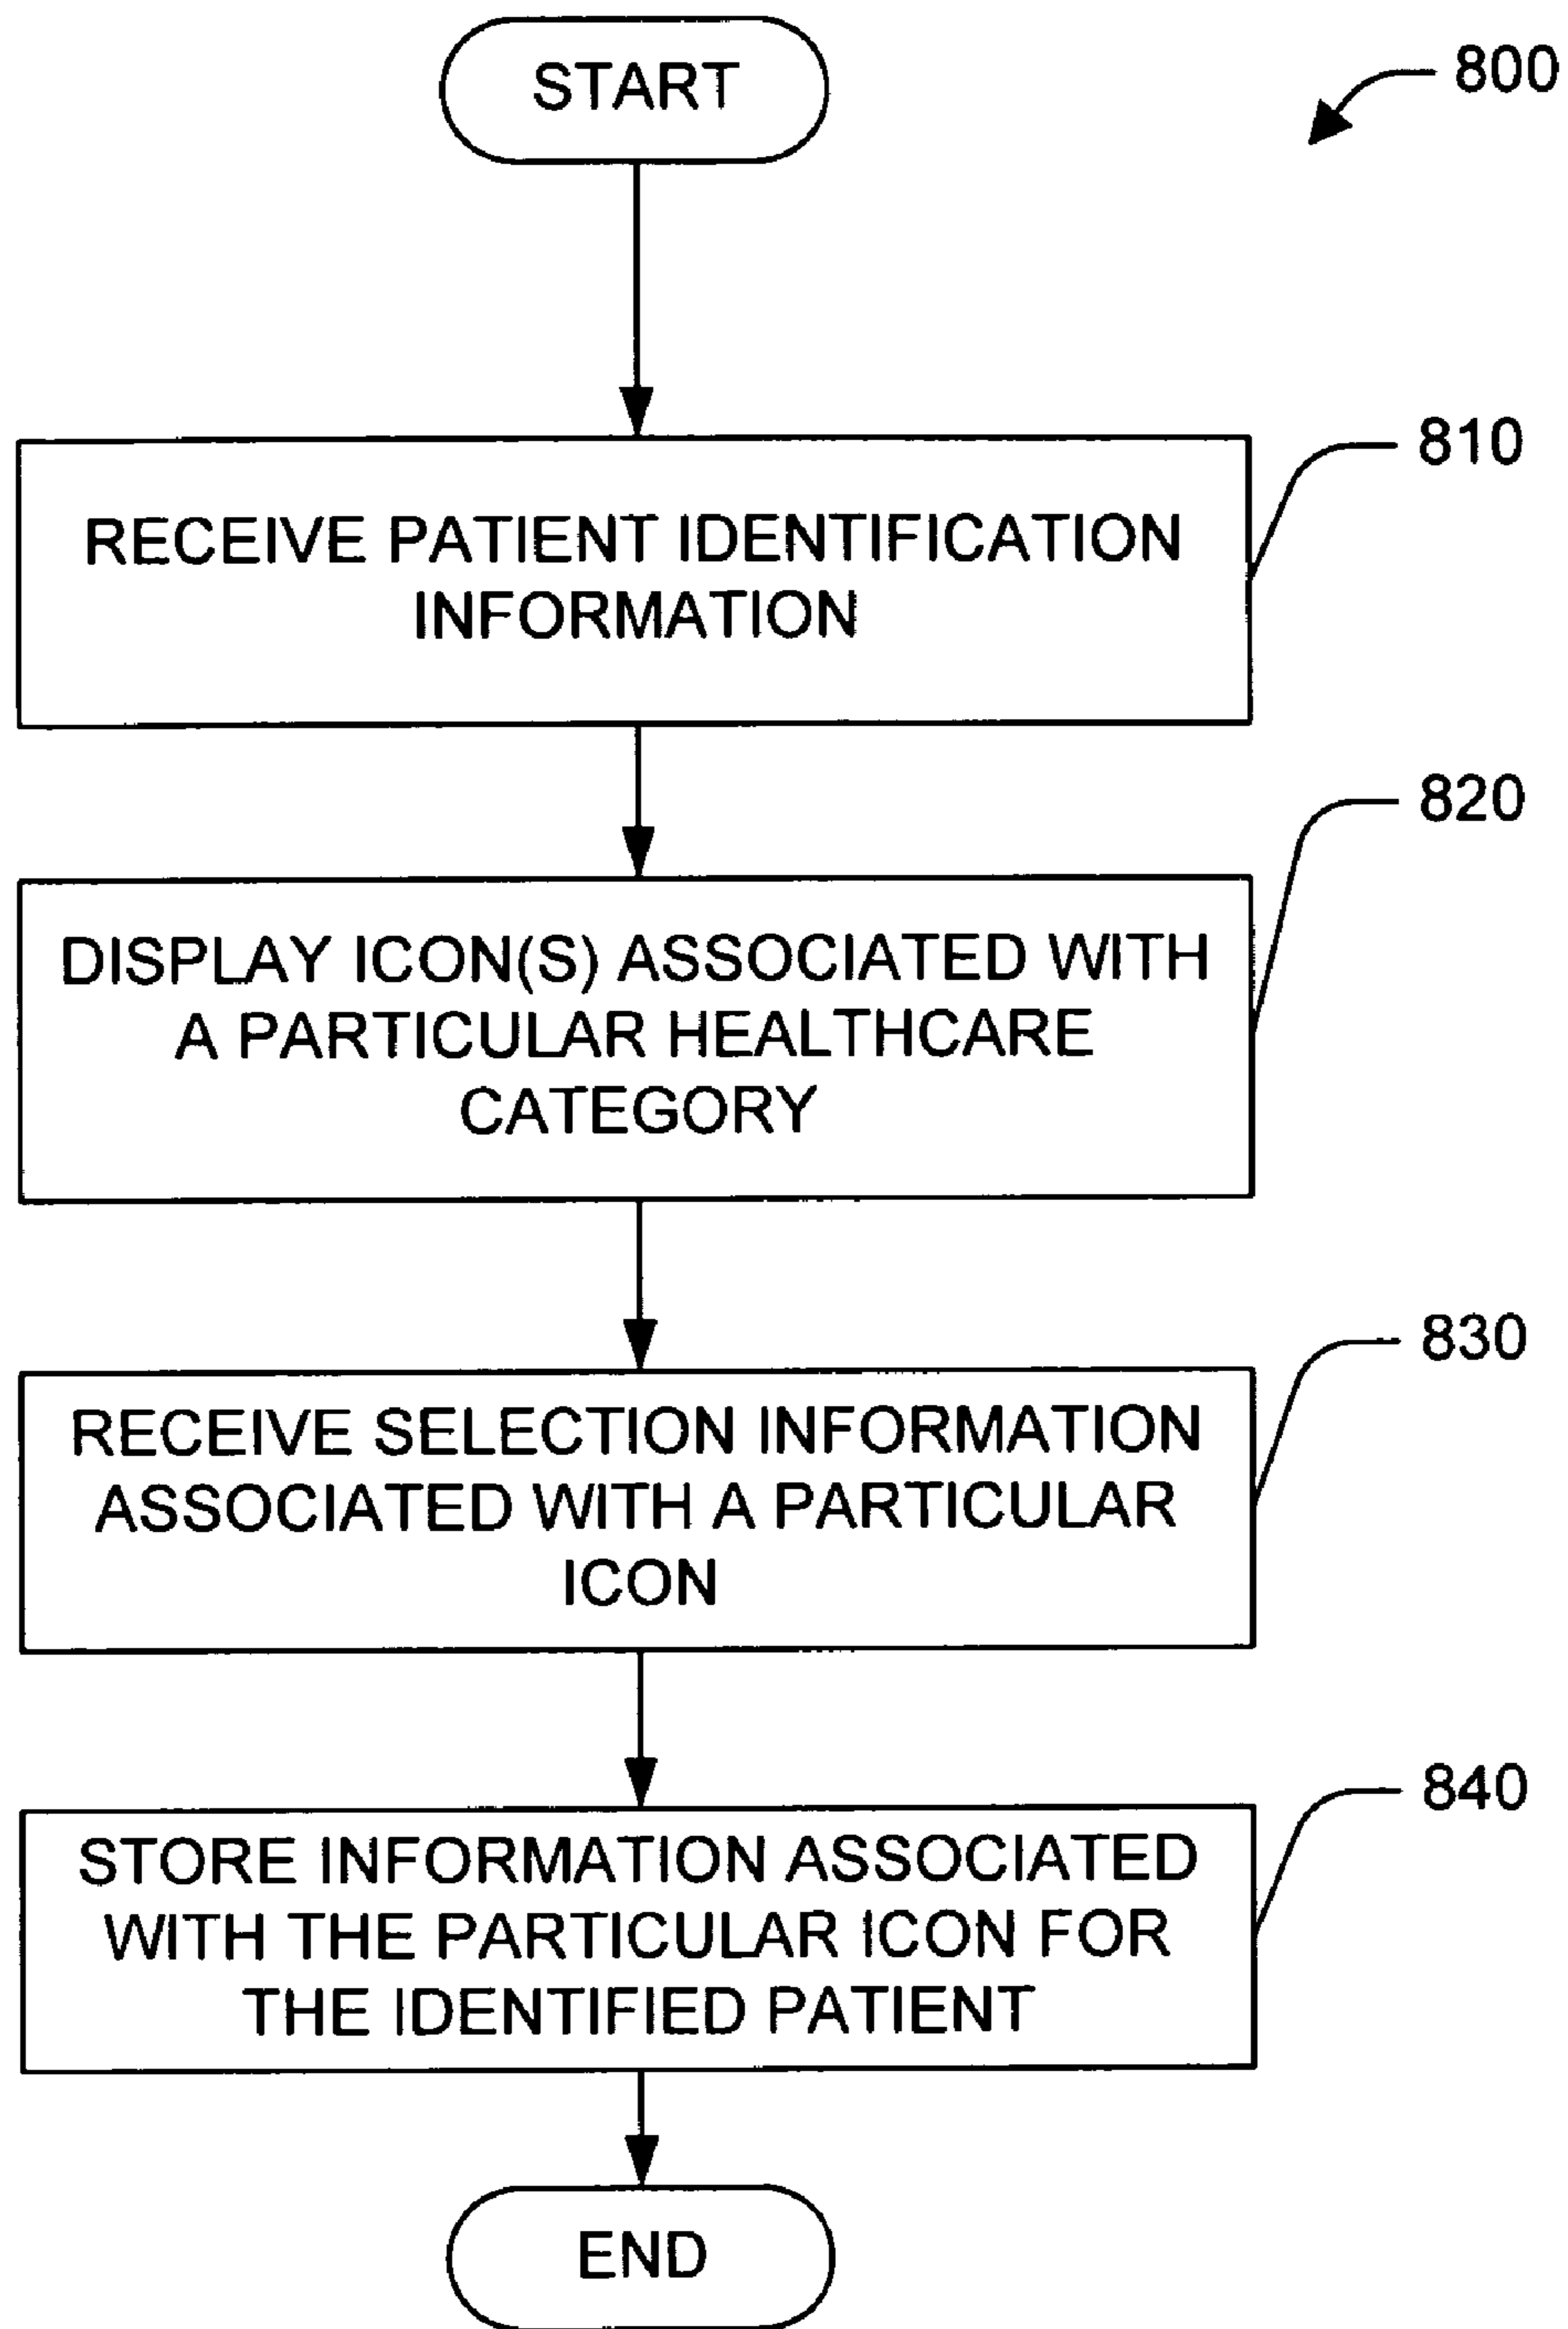 START
800
810
RECEIVE PATIENT IDENTIFICATION
INFORMATION
820
DISPLAY ICON(S) ASSOCIATED WITH
A PARTICULAR HEALTHCARE
CATEGORY
830
RECEIVE SELECTION INFORMATION
ASSOCIATED WITH A PARTICULAR
ICON
840
STORE INFORMATION ASSOCIATED
WITH THE PARTICULAR ICON FOR
THE IDENTIFIED PATIENT
END